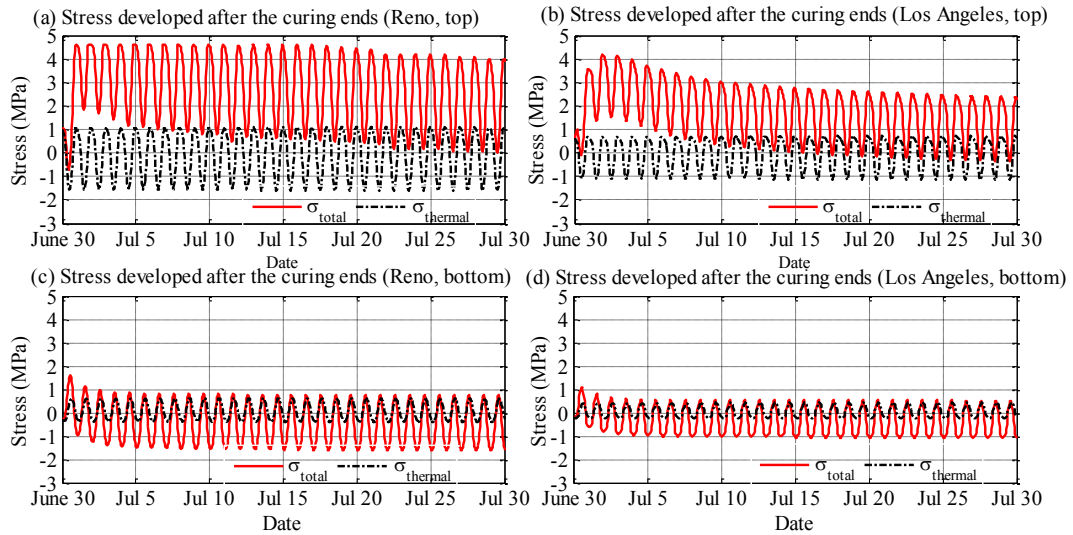 (a) Stress developed after the curing ends (Reno, top)
Stress (MPa)
5
4
3
2
1
0
-1
-2
-3
σtotal
σthermal
June 30 Jul 5 Jul 10 Jul 15 Jul 20 Jul 25 Jul 30
Date
(b) Stress developed after the curing ends (Los Angeles, top)
Stress (MPa)
5
4
3
2
1
0
-1
-2
-3
σtotal
σthermal
June 30 Jul 5 Jul 10 Jul 15 Jul 20 Jul 25 Jul 30
Date
(c) Stress developed after the curing ends (Reno, bottom)
Stress (MPa)
5
4
3
2
1
0
-1
-2
-3
σtotal
σthermal
June 30 Jul 5 Jul 10 Jul 15 Jul 20 Jul 25 Jul 30
Date
(d) Stress developed after the curing ends (Los Angeles, bottom)
Stress (MPa)
5
4
3
2
1
0
-1
-2
-3
σtotal
σthermal
June 30 Jul 5 Jul 10 Jul 15 Jul 20 Jul 25 Jul 30
Date